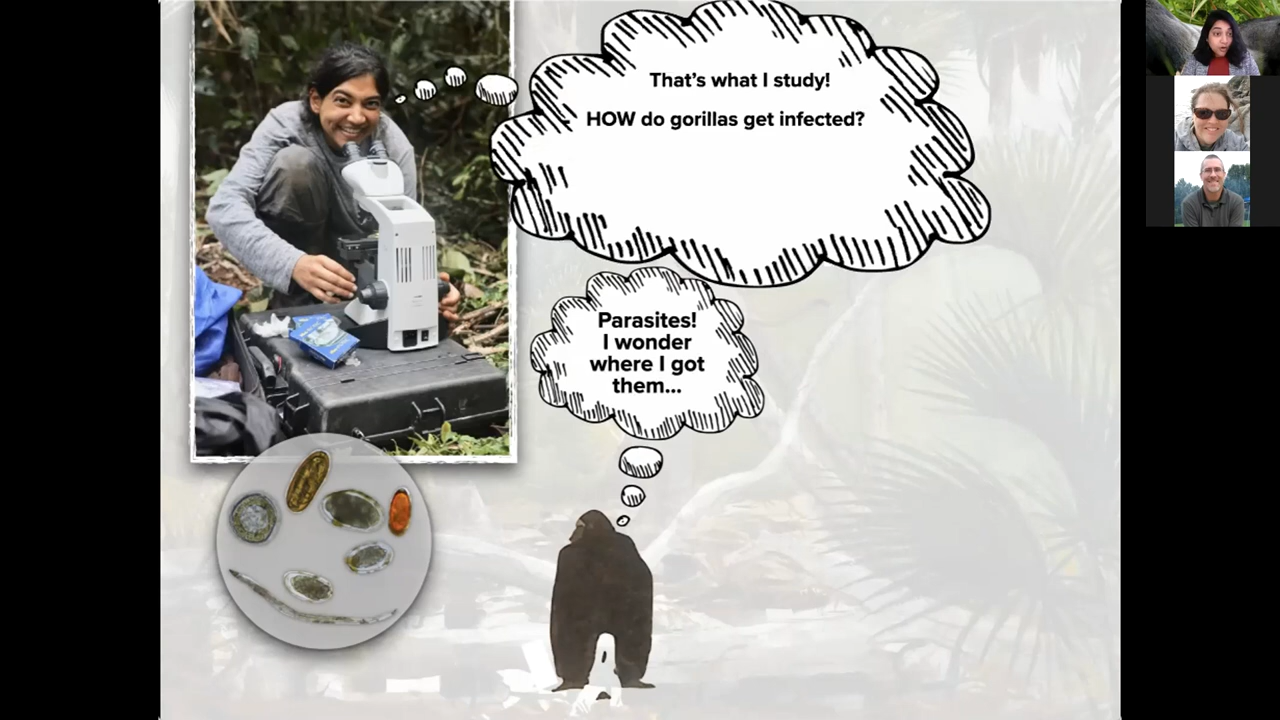 That's what I study!
HOW do gorillas get infected?
Parasites!
I wonder
where I got
them...